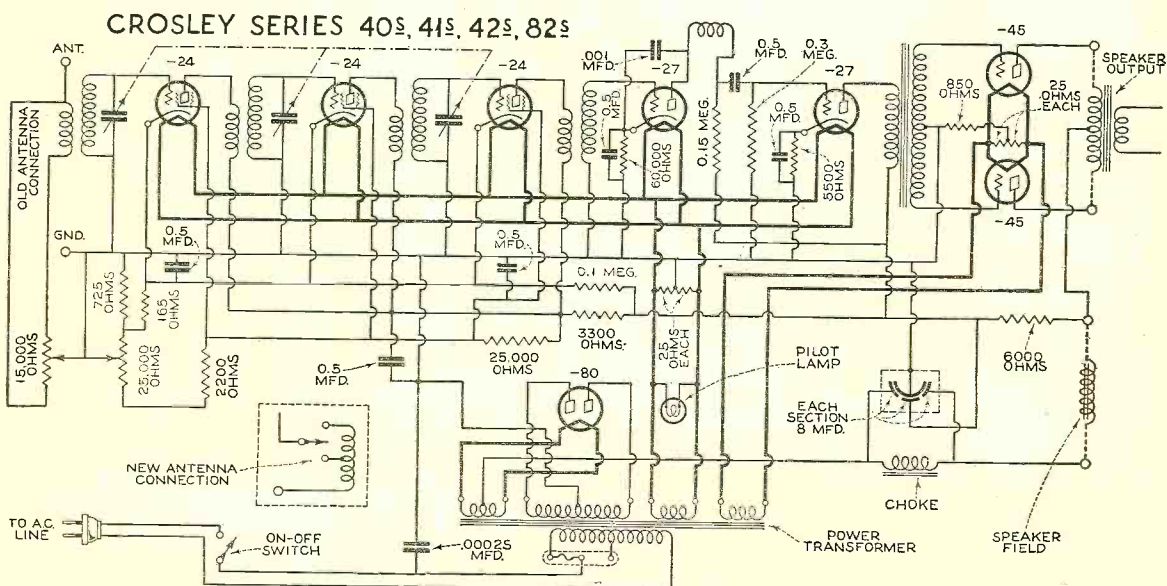 CROSLEY SERIES 40S, 41S, 42S, 82S
ANT.
-24
-24
-24
.001
MFD.
-27
0.5
MFD.
0.3
MEG.
-27
-45
SPEAKER
OUTPUT
850
OHMS
25
OHMS
EACH
OLD ANTENNA
CONNECTION
0.5
MFD.
60,000
OHMS
0.15 MEG.
0.5
MFD.
5500
OHMS
-45
GND.
0.5
MFD.
0.5
MFD.
725
OHMS
165
OHMS
0.1 MEG.
15,000
OHMS
25,000
OHMS
2200
OHMS
0.5
MFD.
25,000
OHMS
3300
OHMS.
25
OHMS
EACH
6000
OHMS
PILOT
LAMP
-80
EACH
SECTION
8 MFD.
NEW ANTENNA
CONNECTION
CHOKE
TO A.C.
LINE
ON-OFF
SWITCH
.00025
MFD.
POWER
TRANSFORMER
SPEAKER
FIELD